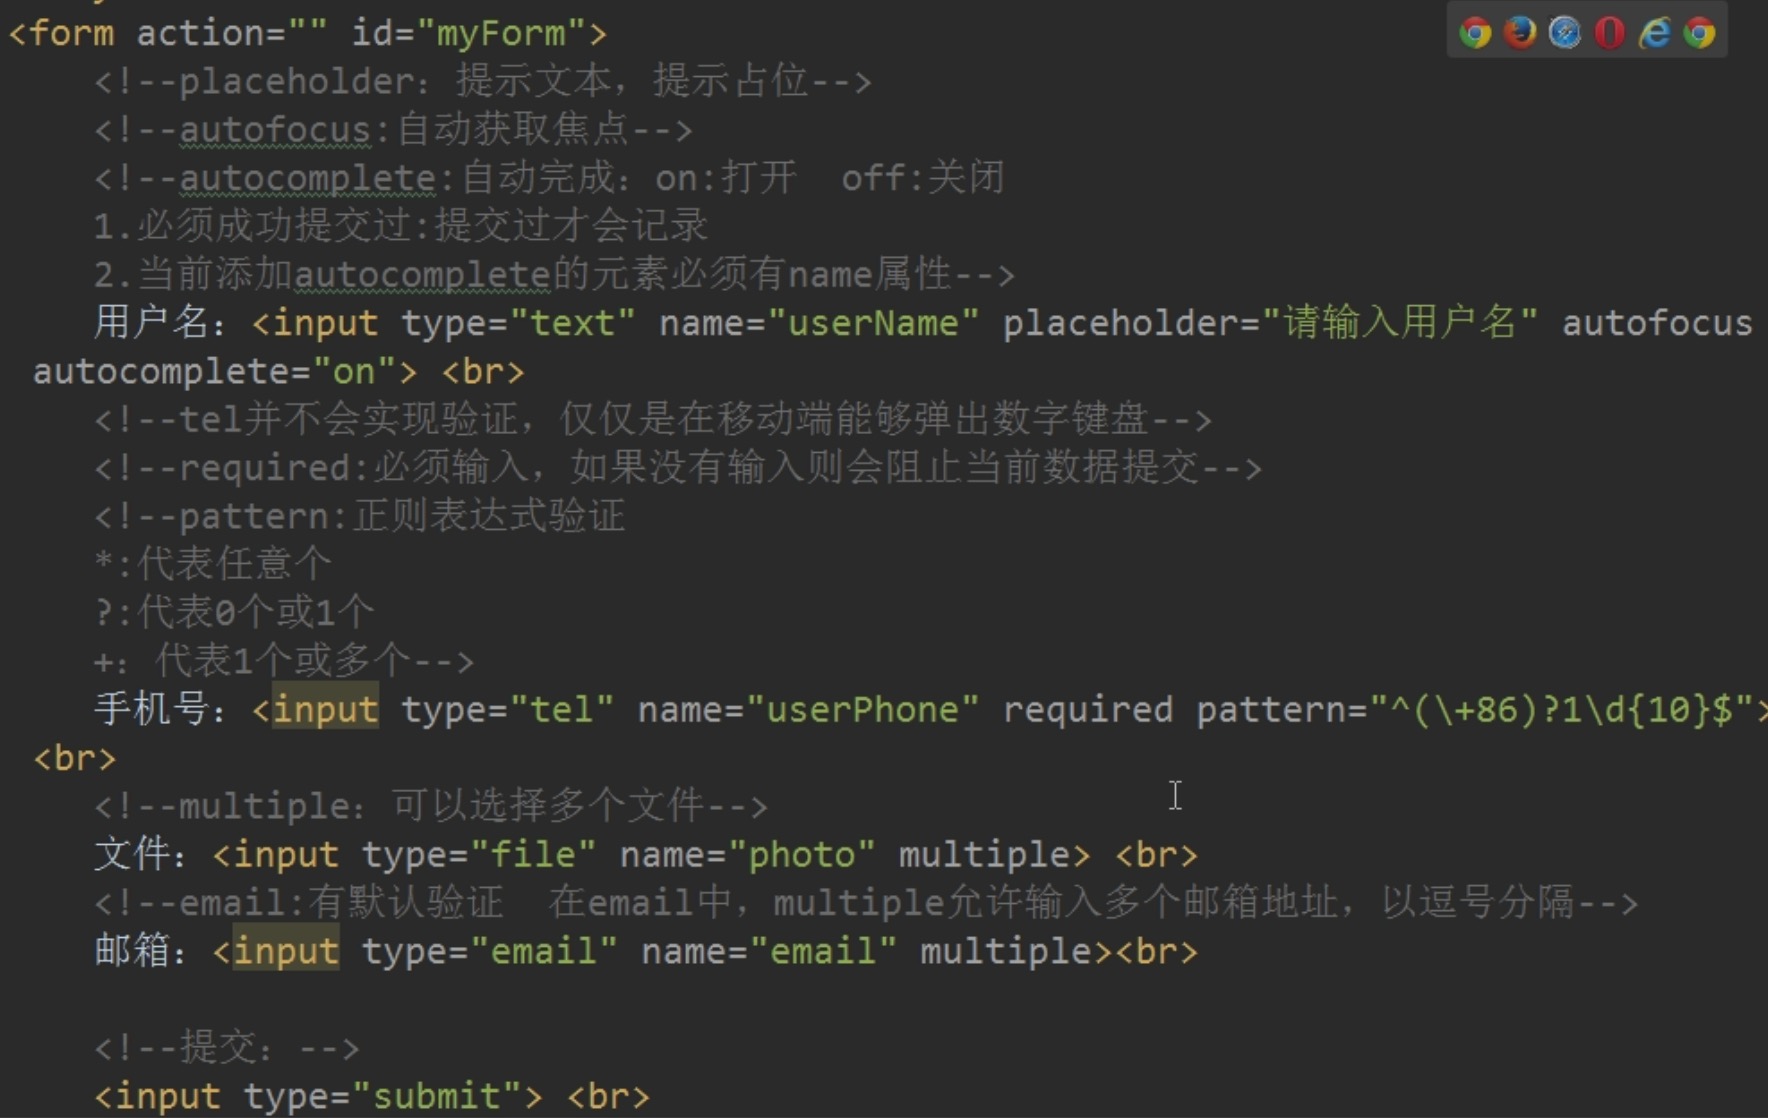 <form action="" id="myForm">
<!--placeholder：提示文本，提示占位-->
<!--autofocus:自动获取焦点-->
<!--autocomplete:自动完成：on:打开  off:关闭
1.必须成功提交过:提交过才会记录
2.当前添加autocomplete的元素必须有name属性-->
用户名：<input type="text" name="userName" placeholder="请输入用户名" autofocus
autocomplete="on"> <br>
<!--tel并不会实现验证，仅仅是在移动端能够弹出数字键盘-->
<!--required:必须输入，如果没有输入则会阻止当前数据提交-->
<!--pattern:正则表达式验证
*:代表任意个
?:代表0个或1个
+：代表1个或多个-->
手机号：<input type="tel" name="userPhone" required pattern="^(\+86)?1\d{10}$">
<br>
<!--multiple：可以选择多个文件-->
文件：<input type="file" name="photo" multiple> <br>
<!--email:有默认验证  在email中，multiple允许输入多个邮箱地址，以逗号分隔-->
邮箱：<input type="email" name="email" multiple><br>
<!--提交：-->
<input type="submit"> <br>